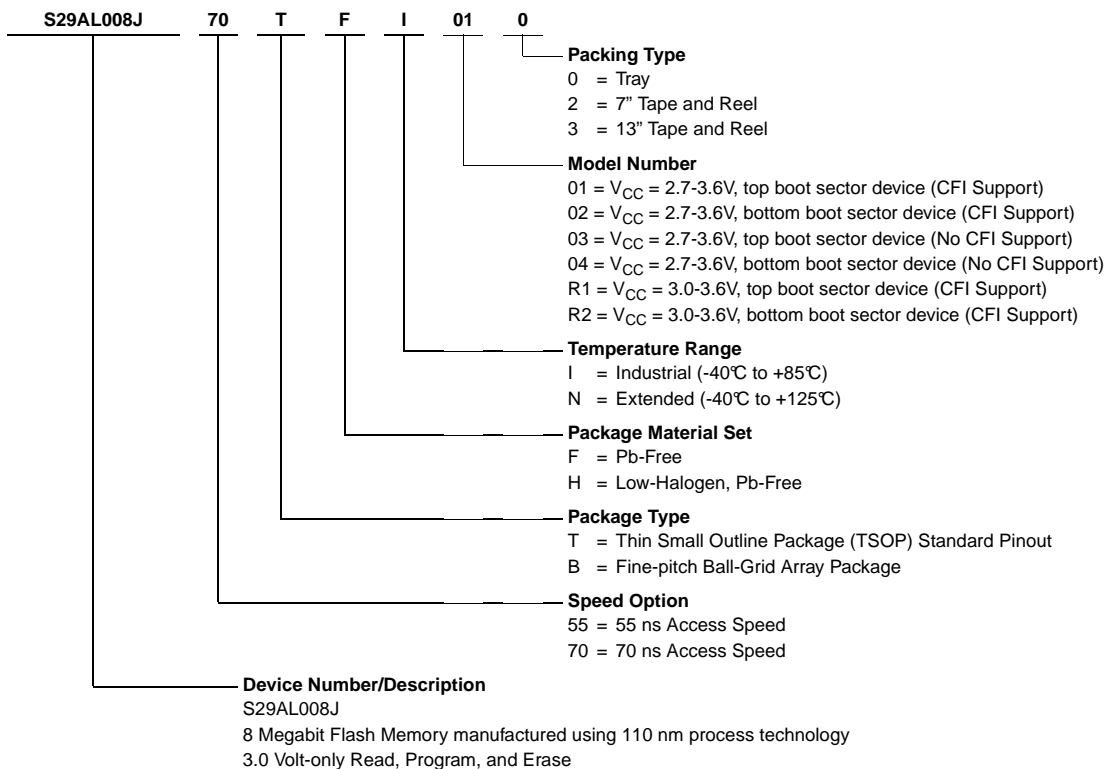 S29AL008J 70 T F I 01 0
Packing Type
0 = Tray
2 = 7” Tape and Reel
3 = 13” Tape and Reel
Model Number
01 = VCC = 2.7-3.6V, top boot sector device (CFI Support)
02 = VCC = 2.7-3.6V, bottom boot sector device (CFI Support)
03 = VCC = 2.7-3.6V, top boot sector device (No CFI Support)
04 = VCC = 2.7-3.6V, bottom boot sector device (No CFI Support)
R1 = VCC = 3.0-3.6V, top boot sector device (CFI Support)
R2 = VCC = 3.0-3.6V, bottom boot sector device (CFI Support)
Temperature Range
I = Industrial (-40°C to +85°C)
N = Extended (-40°C to +125°C)
Package Material Set
F = Pb-Free
H = Low-Halogen, Pb-Free
Package Type
T = Thin Small Outline Package (TSOP) Standard Pinout
B = Fine-pitch Ball-Grid Array Package
Speed Option
55 = 55 ns Access Speed
70 = 70 ns Access Speed
Device Number/Description
S29AL008J
8 Megabit Flash Memory manufactured using 110 nm process technology
3.0 Volt-only Read, Program, and Erase